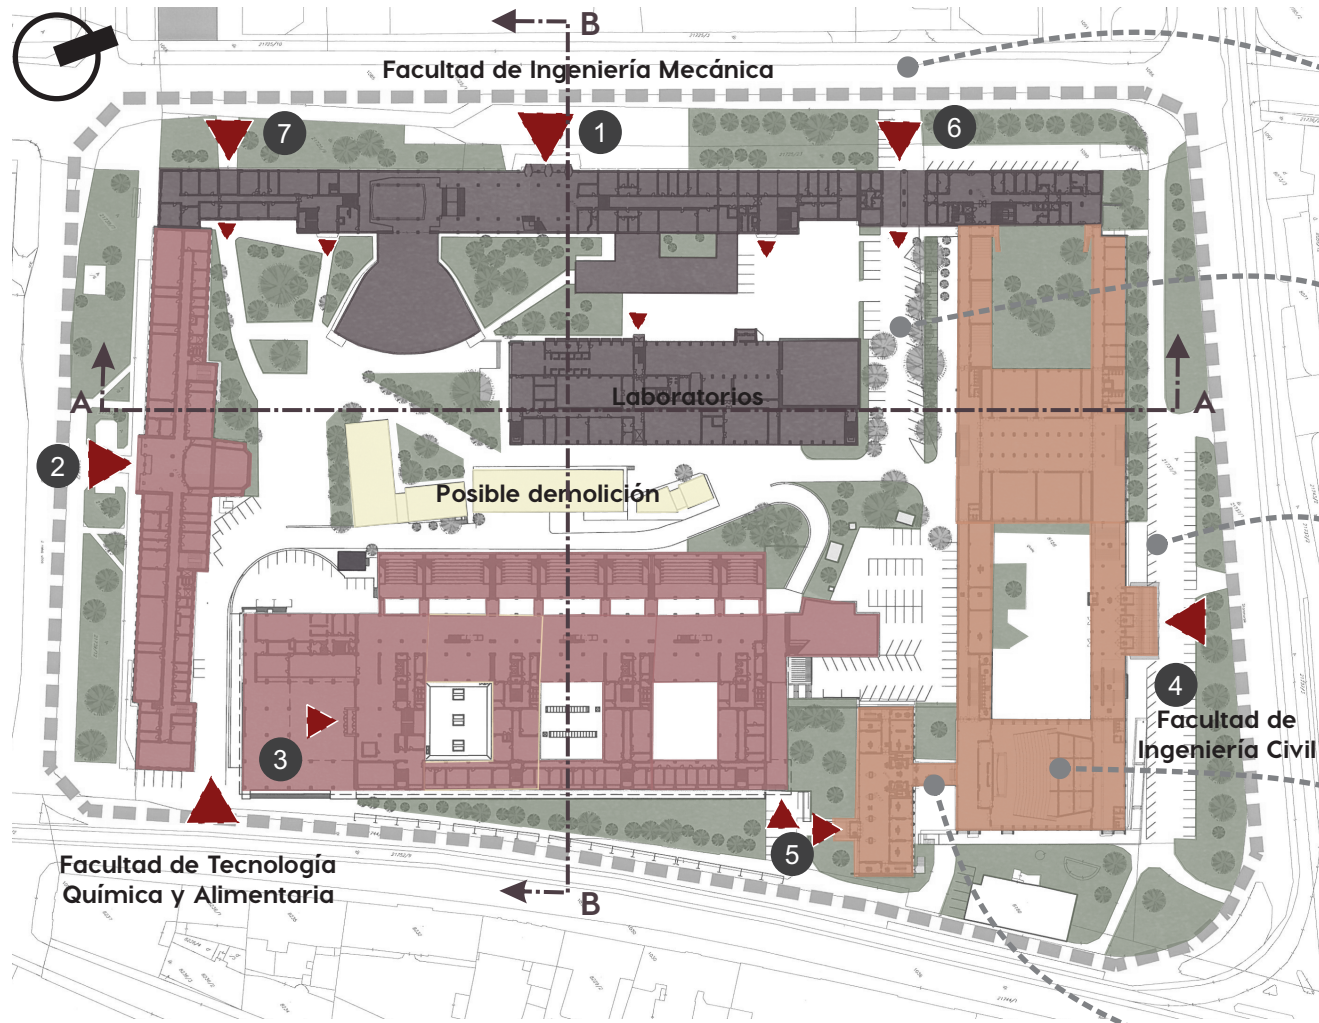 B
Facultad de Ingeniería Mecánica
7
1
6
Laboratorios
A
A
2
Posible demolición
4
Facultad de
Ingeniería Civil
3
5
Facultad de Tecnología
Química y Alimentaria
B